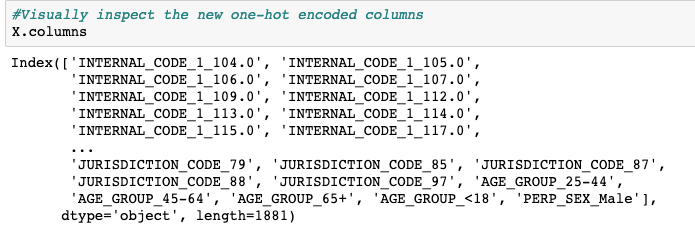 #Visually inspect the new one-hot encoded columns
X.columns
Index(['INTERNAL_CODE_1_104.0', 'INTERNAL_CODE_1_105.0',
'INTERNAL_CODE_1_106.0', 'INTERNAL_CODE_1_107.0',
'INTERNAL_CODE_1_109.0', 'INTERNAL_CODE_1_112.0',
'INTERNAL_CODE_1_113.0', 'INTERNAL_CODE_1_114.0',
'INTERNAL_CODE_1_115.0', 'INTERNAL_CODE_1_117.0',
...
'JURISDICTION_CODE_79', 'JURISDICTION_CODE_85', 'JURISDICTION_CODE_87',
'JURISDICTION_CODE_88', 'JURISDICTION_CODE_97', 'AGE_GROUP_25-44',
'AGE_GROUP_45-64', 'AGE_GROUP_65+', 'AGE_GROUP_<18', 'PERP_SEX_Male'],
dtype='object', length=1881)